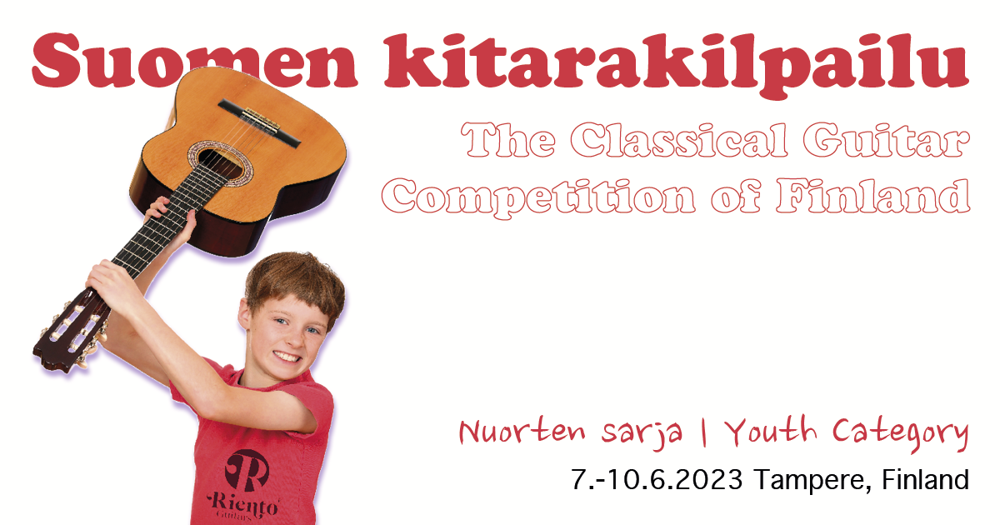 Suomen kitarakilpailu
The Classical Guitar
Competition of Finland
Nuorten sarja | Youth Category
7.-10.6.2023 Tampere, Finland
R
Riento
Guitars